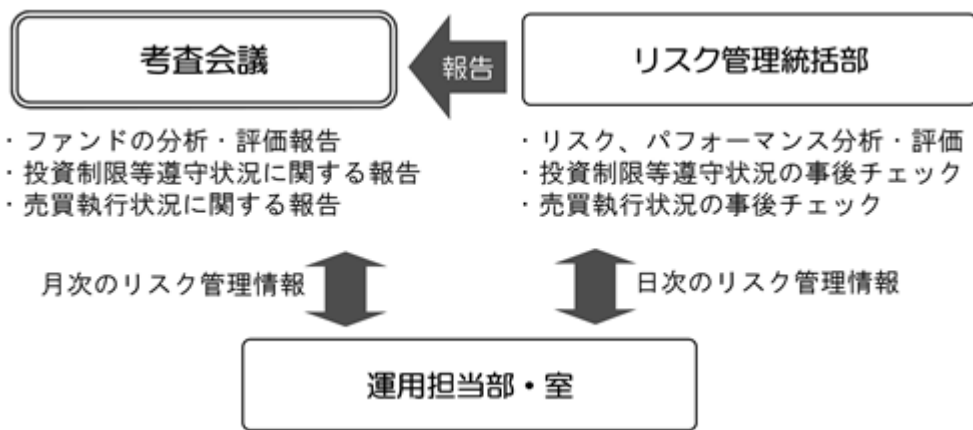 考査会議
報告
リスク管理統括部
・ファンドの分析・評価報告
・投資制限等遵守状況に関する報告
・売買執行状況に関する報告
・リスク、パフォーマンス分析・評価
・投資制限等遵守状況の事後チェック
・売買執行状況の事後チェック
月次のリスク管理情報
日次のリスク管理情報
運用担当部・室